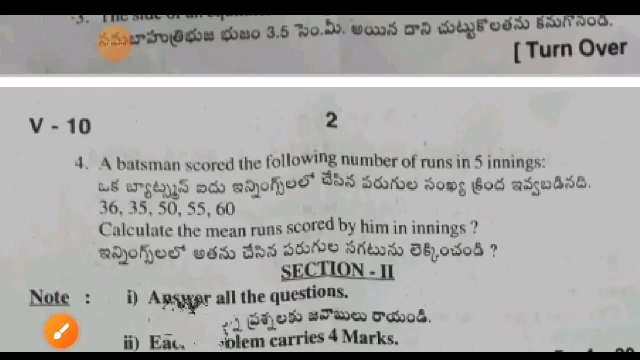 3. The side of an
సమబాహుత్రిభుజ భుజం 3.5 సెం.మీ. అయిన దాని చుట్టుకొలతను కనుగొనండి.
[ Turn Over
V - 10
2
4. A batsman scored the following number of runs in 5 innings:
ఒక బ్యాట్స్మన్ ఐదు ఇన్నింగ్స్‌లలో చేసిన పరుగుల సంఖ్య క్రింద ఇవ్వబడినది.
36, 35, 50, 55, 60
Calculate the mean runs scored by him in innings ?
ఇన్నింగ్స్‌లలో అతను చేసిన పరుగుల సగటును లెక్కించండి ?
SECTION - II
Note : i) Answer all the questions.
ప్రశ్నలకు జవాబులు రాయండి.
ii) carries 4 Marks.